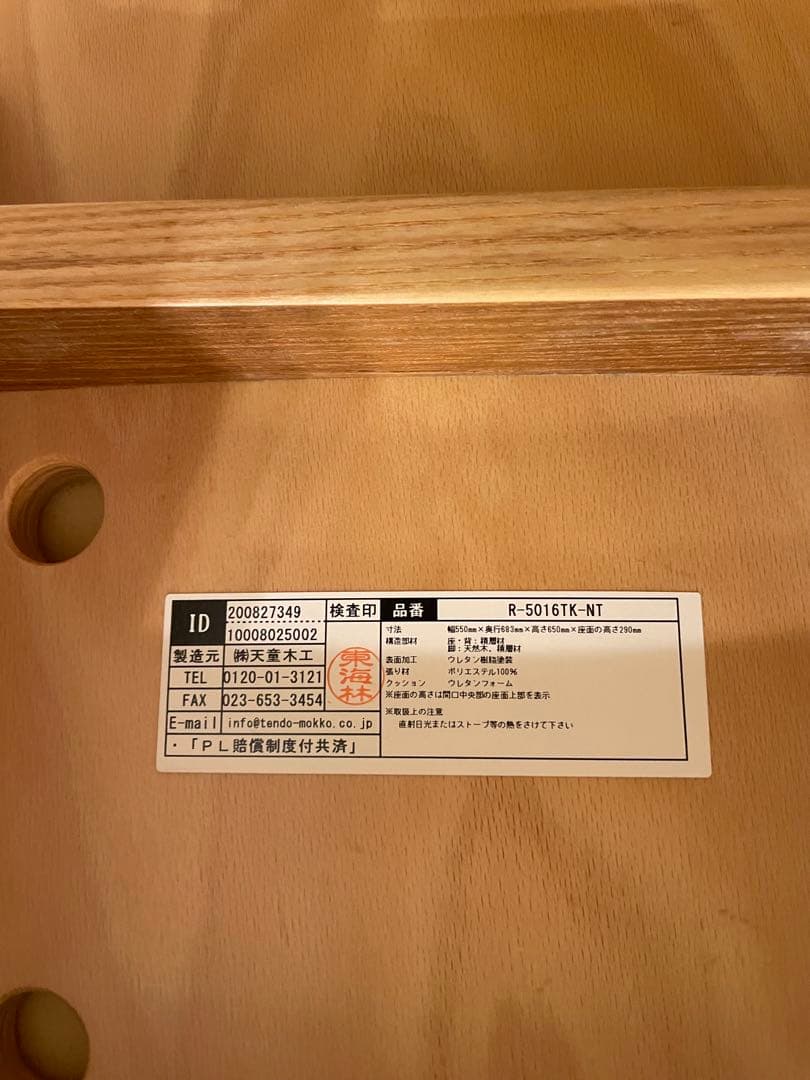 ID 200827349 検査印 品番 R-5016TK-NT
10008025002
製造元 ㈱天童木工
TEL 0120-01-3121
FAX 023-653-3454
E-mail info@tendo-mokko.co.jp
・「ＰＬ賠償制度付共済」
東海林
寸法 幅550mm×奥行683mm×高さ650mm×座面の高さ290mm
構造部材 座・背：積層材
脚：天然木、積層材
表面加工 ウレタン樹脂塗装
張り材 ポリエステル100%
クッション ウレタンフォーム
※座面の高さは間口中央部の座面上部を表示
※取扱上の注意
直射日光またはストーブ等の熱をさけて下さい